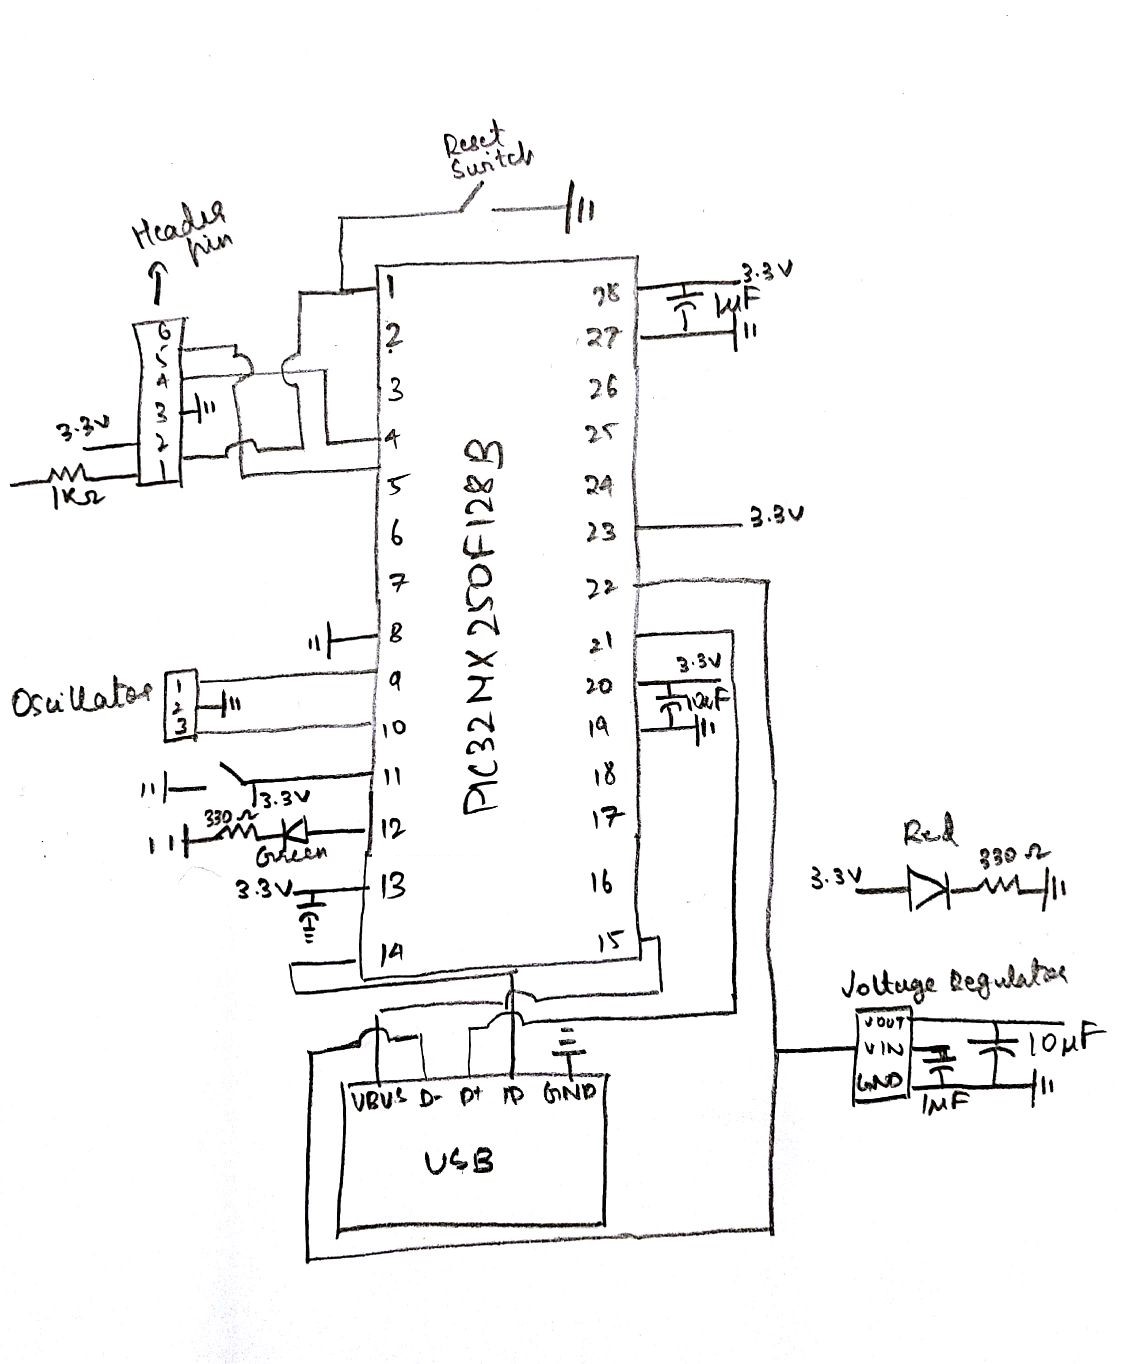 Reset
Switch
Header
pin
6
5
4
3
2
1
3.3V
1KΩ
1
2
3
4
5
6
7
8
9
10
11
12
13
14
28
27
26
25
24
23
22
21
20
19
18
17
16
15
PIC32MX250F128B
3.3V
1µF
3.3V
3.3V
10µF
Oscillator
1
2
3
3.3V
330Ω
Green
3.3V
Red
3.3V
330Ω
Voltage Regulator
VOUT
VIN
GND
10µF
1µF
VBUS D- D+ ID GND
USB